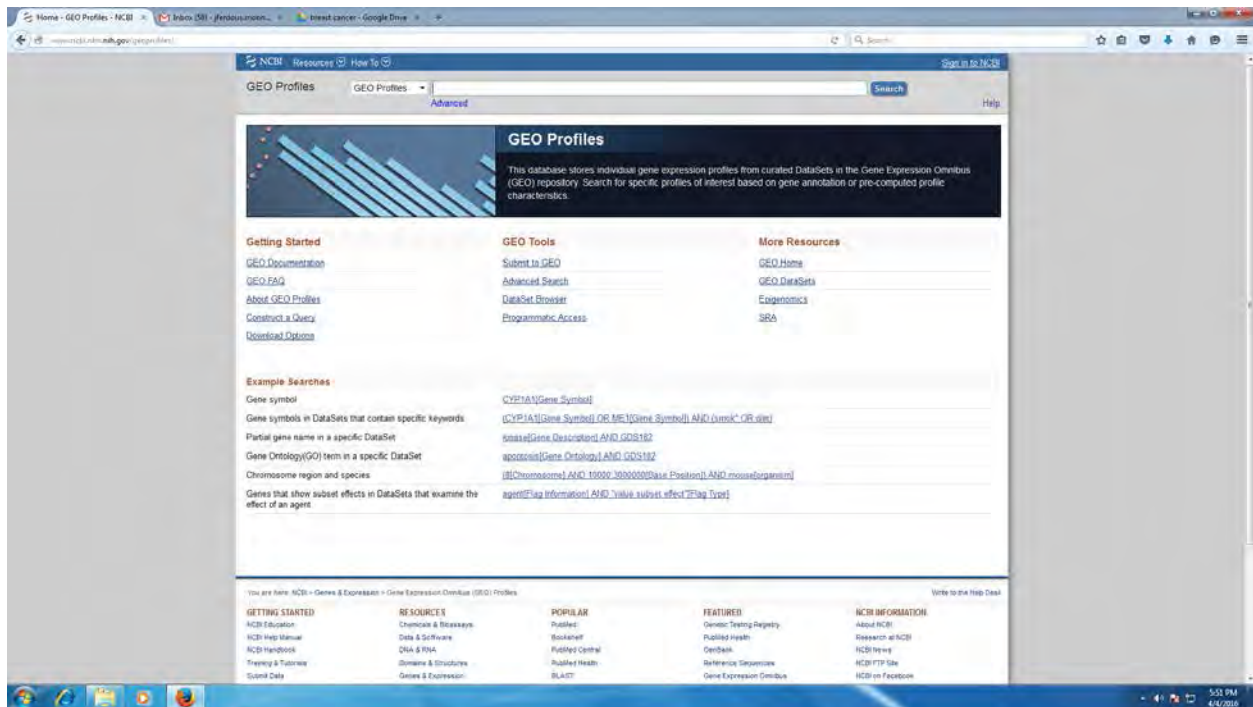 Home - GEO Profiles - NCBI
breast cancer - Google Drive
Search
NCBI Resources How To
Sign in to NCBI
GEO Profiles
GEO Profiles
Search
Advanced
Help
GEO Profiles
This database stores individual gene expression profiles from curated DataSets in the Gene Expression Omnibus
(GEO) repository. Search for specific profiles of interest based on gene annotation or pre-computed profile
characteristics.
Getting Started
GEO Documentation
GEO FAQ
About GEO Profiles
Construct a Query
Download Options
GEO Tools
Submit to GEO
Advanced Search
DataSet Browser
Programmatic Access
More Resources
GEO Home
GEO DataSets
Epigenomics
SRA
Example Searches
Gene symbol
CYP1A1[Gene Symbol]
Gene symbols in DataSets that contain specific keywords
(CYP1A1[Gene Symbol] OR ME1[Gene Symbol]) AND (smok* OR diet)
Partial gene name in a specific DataSet
kinase[Gene Description] AND GDS182
Gene Ontology(GO) term in a specific DataSet
apoptosis[Gene Ontology] AND GDS182
Chromosome region and species
(8[Chromosome] AND 10000:3000000[Base Position]) AND mouse[organism]
Genes that show subset effects in DataSets that examine the
effect of an agent
agent[Flag Information] AND "value subset effect"[Flag Type]
You are here: NCBI > Genes & Expression > Gene Expression Omnibus (GEO) Profiles
Write to the Help Desk
GETTING STARTED
NCBI Education
NCBI Help Manual
NCBI Handbook
Training & Tutorials
Submit Data
RESOURCES
Chemicals & Bioassays
Data & Software
DNA & RNA
Domains & Structures
Genes & Expression
POPULAR
PubMed
Bookshelf
PubMed Central
PubMed Health
BLAST
FEATURED
Genetic Testing Registry
PubMed Health
GenBank
Reference Sequences
Gene Expression Omnibus
NCBI INFORMATION
About NCBI
Research at NCBI
NCBI News
NCBI FTP Site
NCBI on Facebook
5:51 PM
4/4/2016